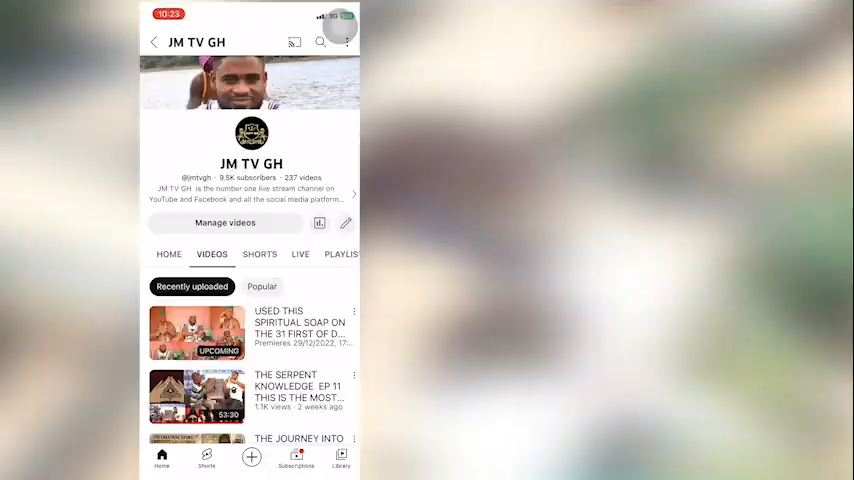 10:23
3G
JM TV GH
JM TV GH
@jmtvgh · 9.5K subscribers · 237 videos
JM TV GH is the number one live stream channel on
YouTube and Facebook and all the social media platform...
Manage videos
HOME VIDEOS SHORTS LIVE PLAYLIS
Recently uploaded Popular
USED THIS
SPIRITUAL SOAP ON
THE 31 FIRST OF D...
Premieres 29/12/2022, 17:...
UPCOMING
THE SERPENT
KNOWLEDGE EP 11
THIS IS THE MOST...
1.1K views · 2 weeks ago
53:30
THE JOURNEY INTO
Home Shorts Subscriptions Library